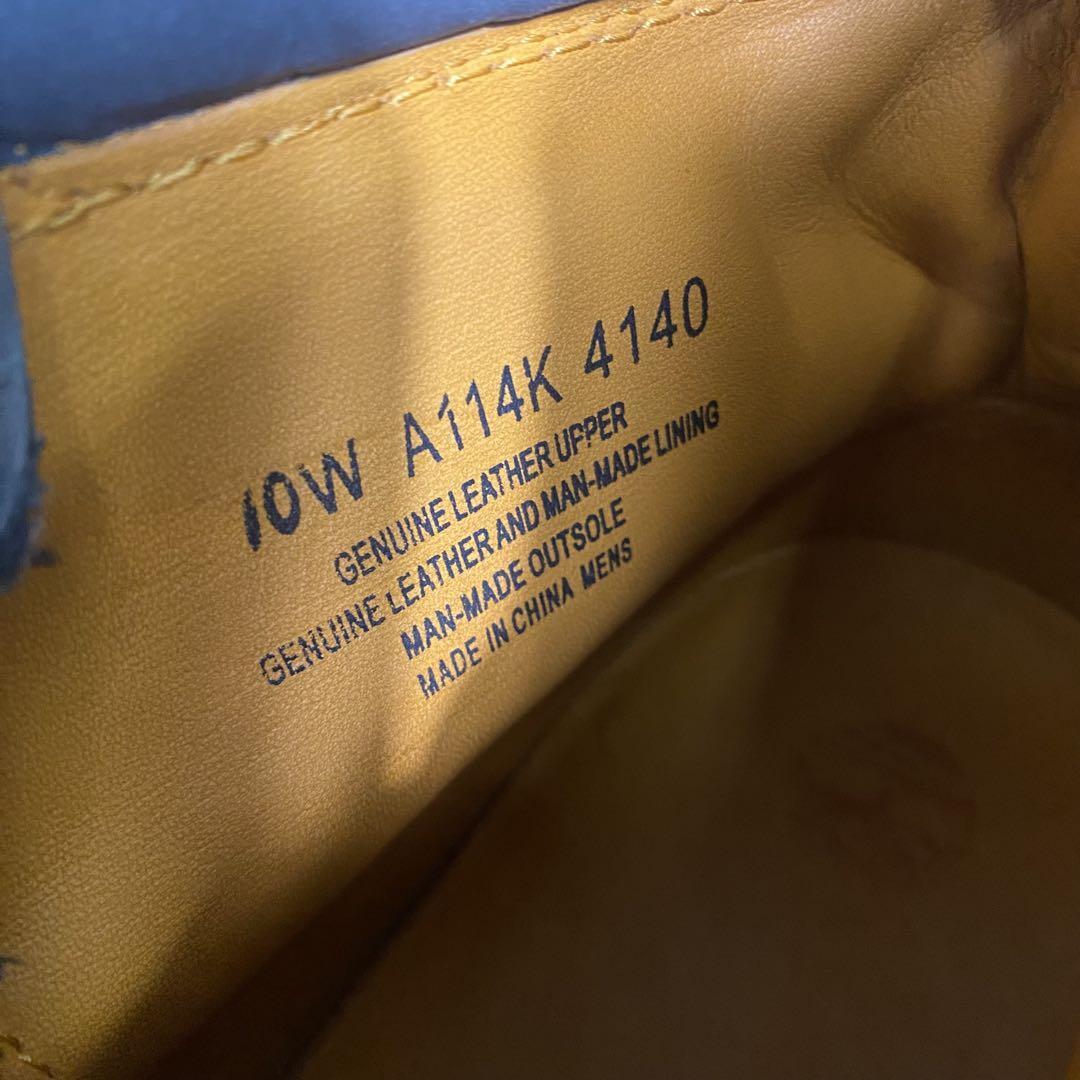 10W A114K 4140
GENUINE LEATHER UPPER
GENUINE LEATHER AND MAN-MADE LINING
MAN-MADE OUTSOLE
MADE IN CHINA MENS